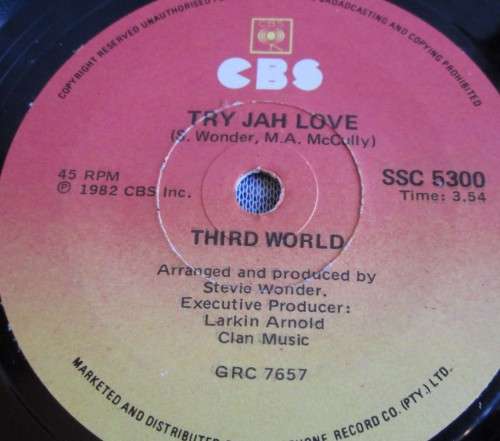 COPYRIGHT RESERVED UNAUTHORISED BROADCASTING AND COPYING PROHIBITED
CBS
CBS
TRY JAH LOVE
(S. Wonder, M.A. McCully)
45 RPM
℗ 1982 CBS Inc.
SSC 5300
Time: 3.54
THIRD WORLD
Arranged and produced by
Stevie Wonder.
Executive Producer:
Larkin Arnold
Clan Music
GRC 7657
MARKETED AND DISTRIBUTED RECORD CO. (PTY.) LTD.